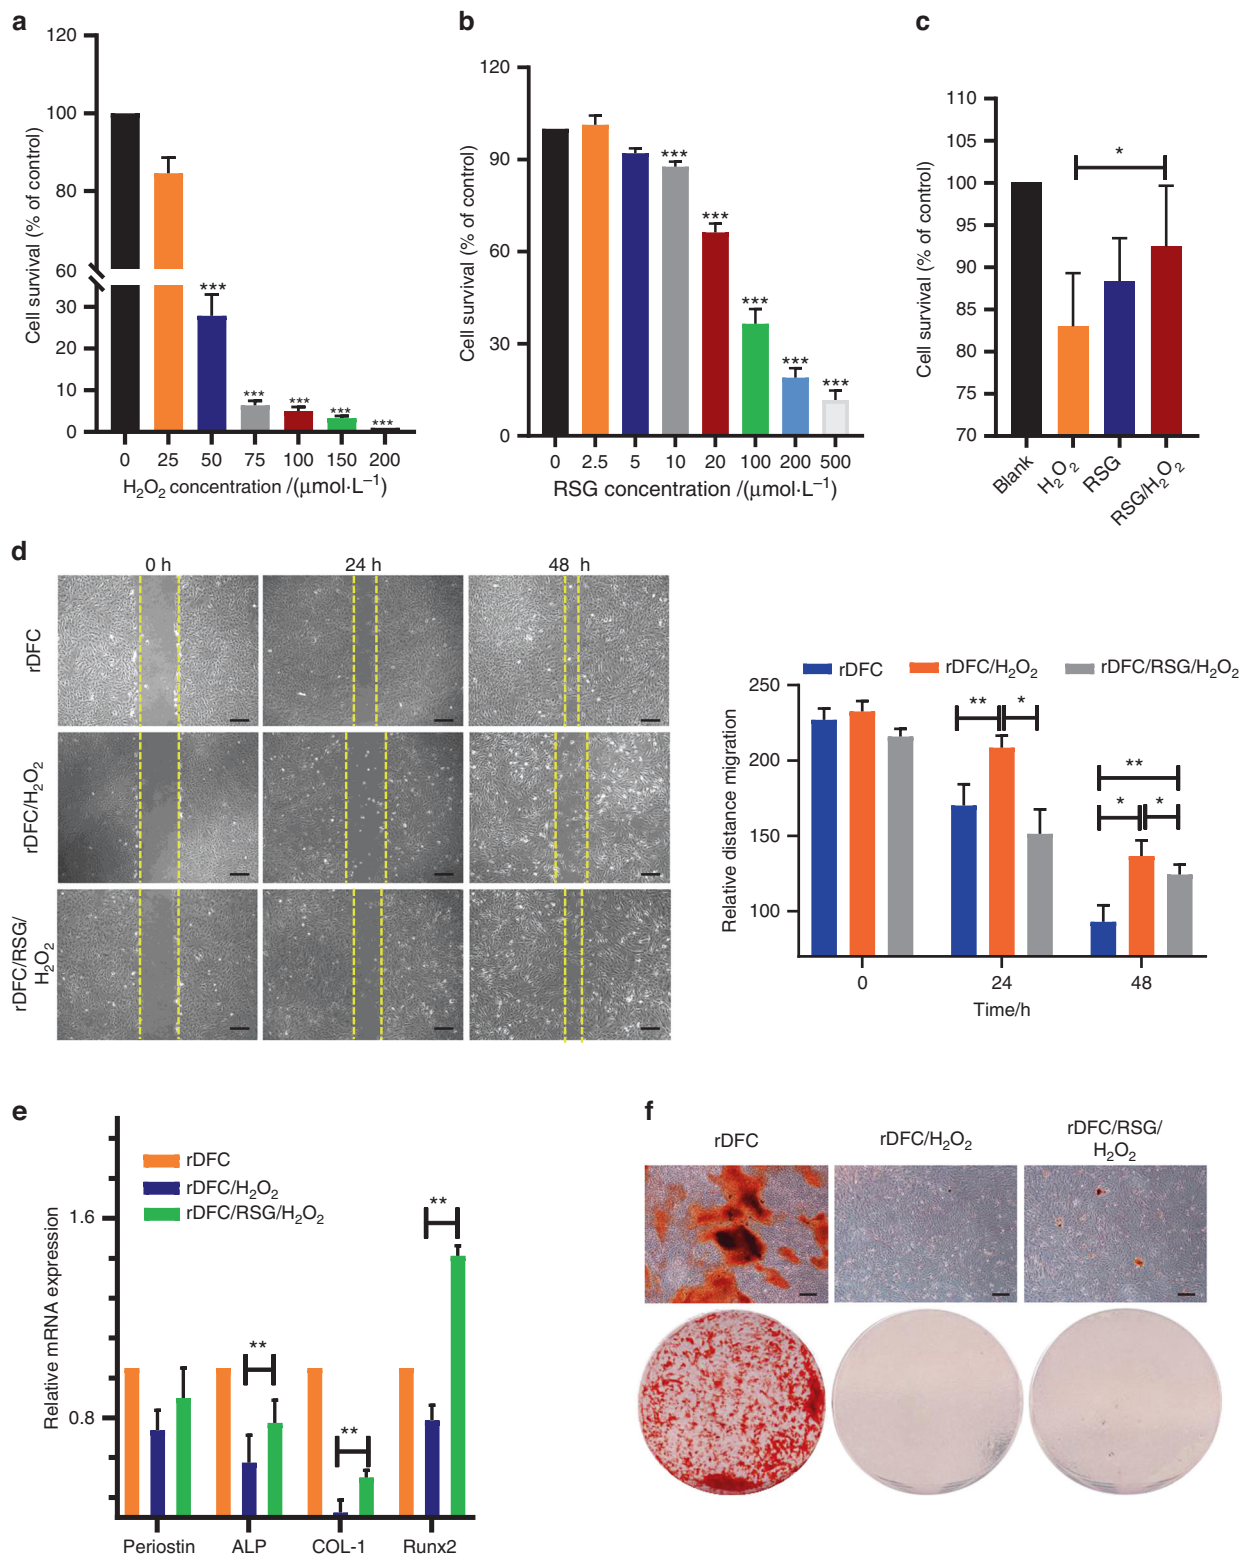 a
120
100
80
60
30
20
10
0
Cell survival (% of control)
***
***
***
***
***
0 25 50 75 100 150 200
H₂O₂ concentration /(μmol·L⁻¹)
b
120
90
60
30
0
Cell survival (% of control)
***
***
***
***
***
0 2.5 5 10 20 100 200 500
RSG concentration /(μmol·L⁻¹)
c
110
105
100
95
90
85
80
75
70
Cell survival (% of control)
*
Blank H₂O₂ RSG RSG/H₂O₂
d
0 h 24 h 48 h
rDFC
rDFC/H₂O₂
rDFC/RSG/
H₂O₂
rDFC rDFC/H₂O₂ rDFC/RSG/H₂O₂
250
200
150
100
Relative distance migration
** *
**
* *
0 24 48
Time/h
e
rDFC
rDFC/H₂O₂
rDFC/RSG/H₂O₂
1.6
0.8
Relative mRNA expression
**
**
**
Periostin ALP COL-1 Runx2
f
rDFC rDFC/H₂O₂ rDFC/RSG/
H₂O₂